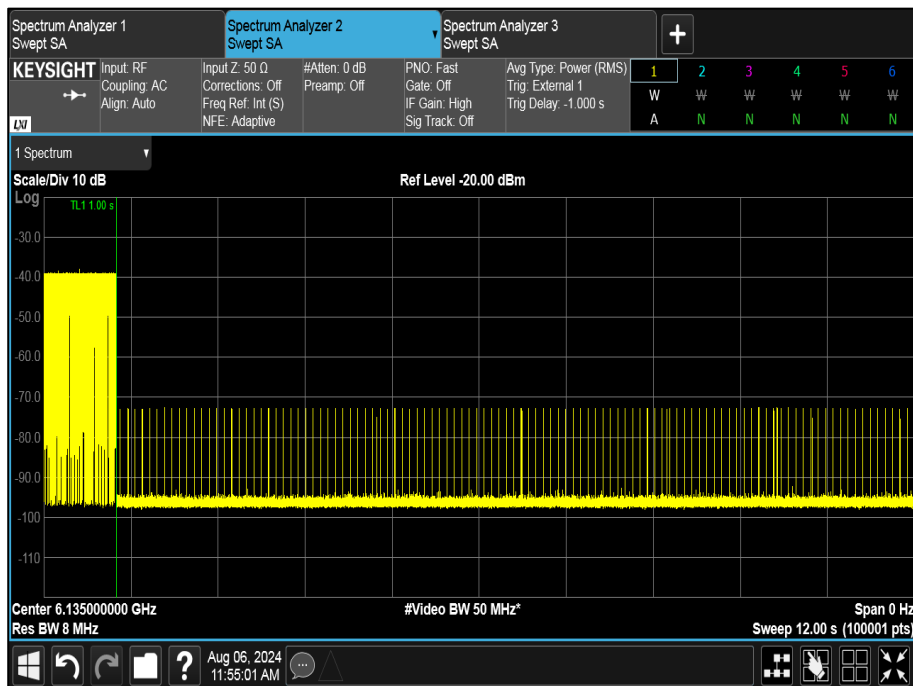 Spectrum Analyzer 1
Swept SA
Spectrum Analyzer 2
Swept SA
Spectrum Analyzer 3
Swept SA
+
KEYSIGHT
LXI
Input: RF
Coupling: AC
Align: Auto
Input Z: 50 Ω
Corrections: Off
Freq Ref: Int (S)
NFE: Adaptive
#Atten: 0 dB
Preamp: Off
PNO: Fast
Gate: Off
IF Gain: High
Sig Track: Off
Avg Type: Power (RMS)
Trig: External 1
Trig Delay: -1.000 s
1 2 3 4 5 6
W W W W W W
A N N N N N
1 Spectrum
Scale/Div 10 dB
Ref Level -20.00 dBm
Log
TL1 1.00 s
-30.0
-40.0
-50.0
-60.0
-70.0
-80.0
-90.0
-100
-110
Center 6.135000000 GHz
#Video BW 50 MHz*
Span 0 Hz
Res BW 8 MHz
Sweep 12.00 s (100001 pts)
?
Aug 06, 2024
11:55:01 AM